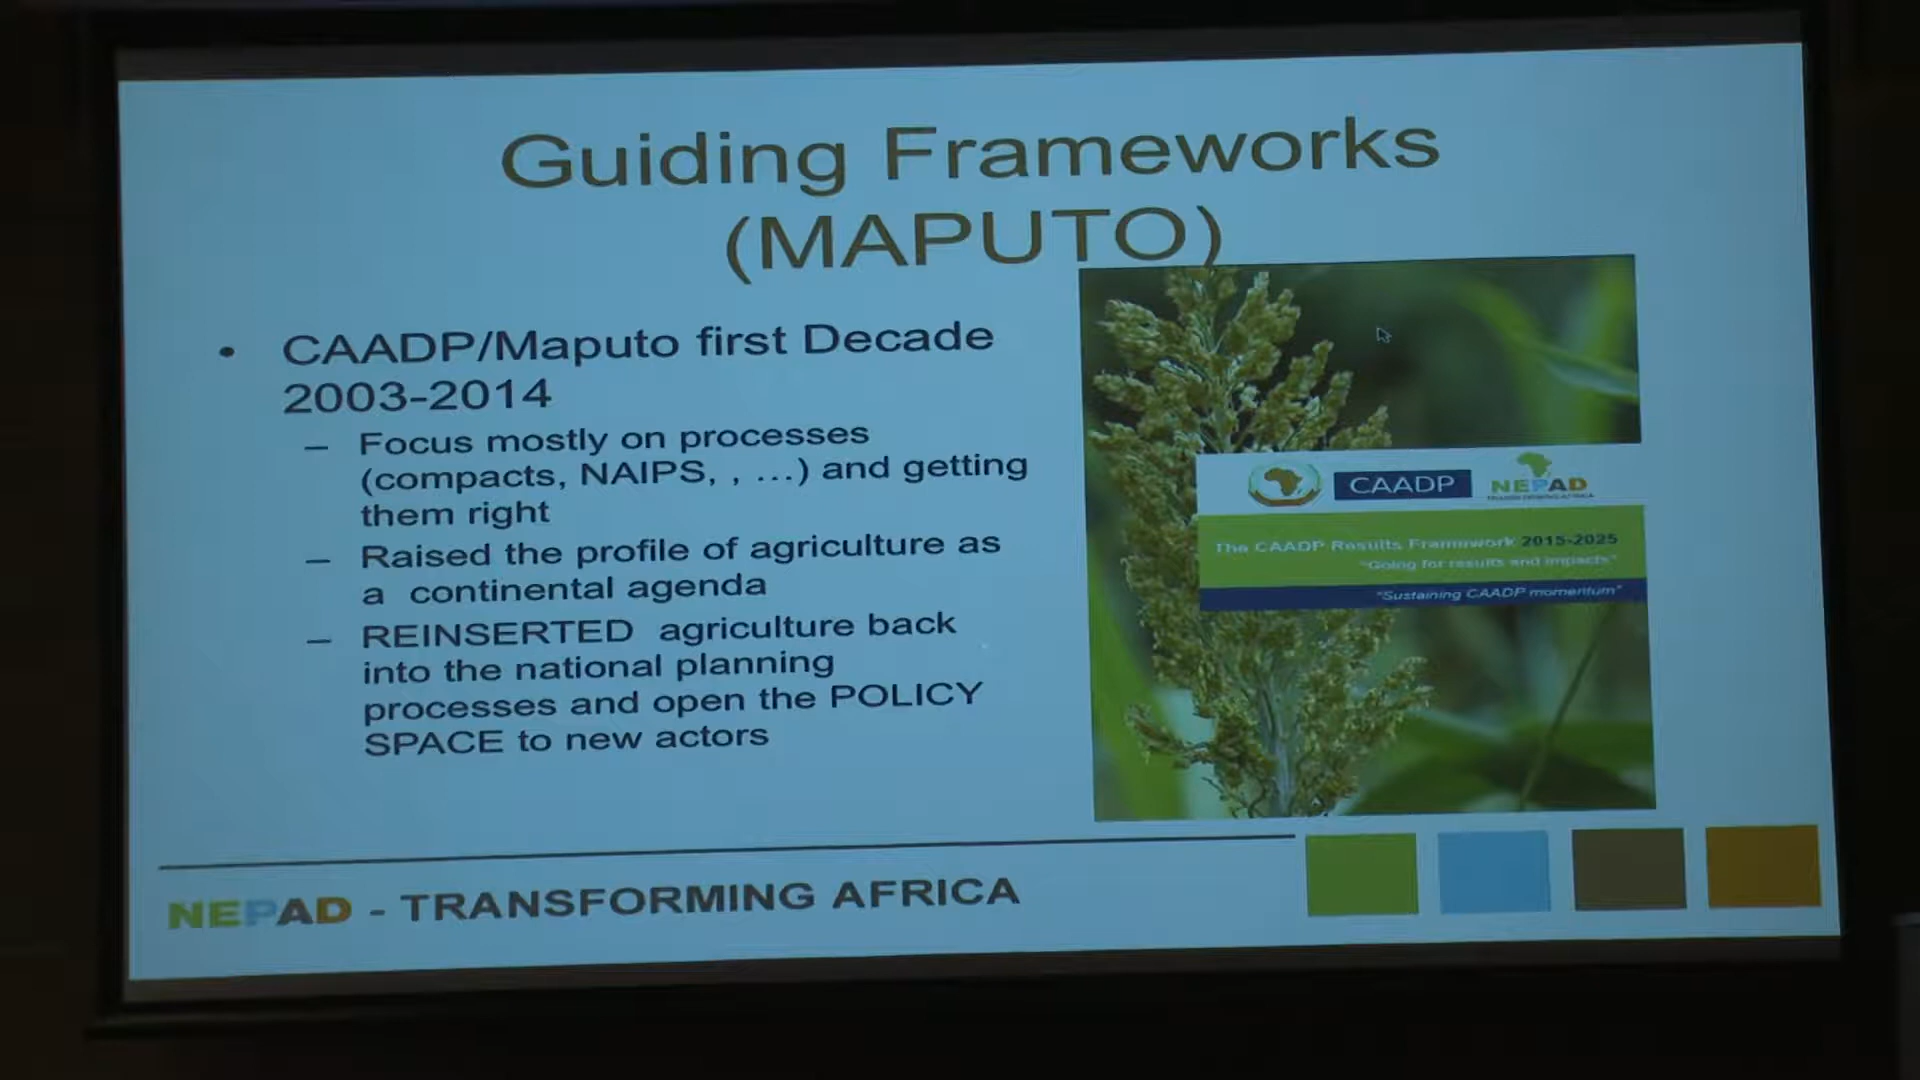 Guiding Frameworks
(MAPUTO)
• CAADP/Maputo first Decade
2003-2014
– Focus mostly on processes
(compacts, NAIPS, , ...) and getting
them right
– Raised the profile of agriculture as
a continental agenda
– REINSERTED agriculture back
into the national planning
processes and open the POLICY
SPACE to new actors
CAADP
NEPAD
TRANSFORMING AFRICA
The CAADP Results Framework 2015-2025
"Going for results and impacts"
"Sustaining CAADP momentum"
NEPAD - TRANSFORMING AFRICA